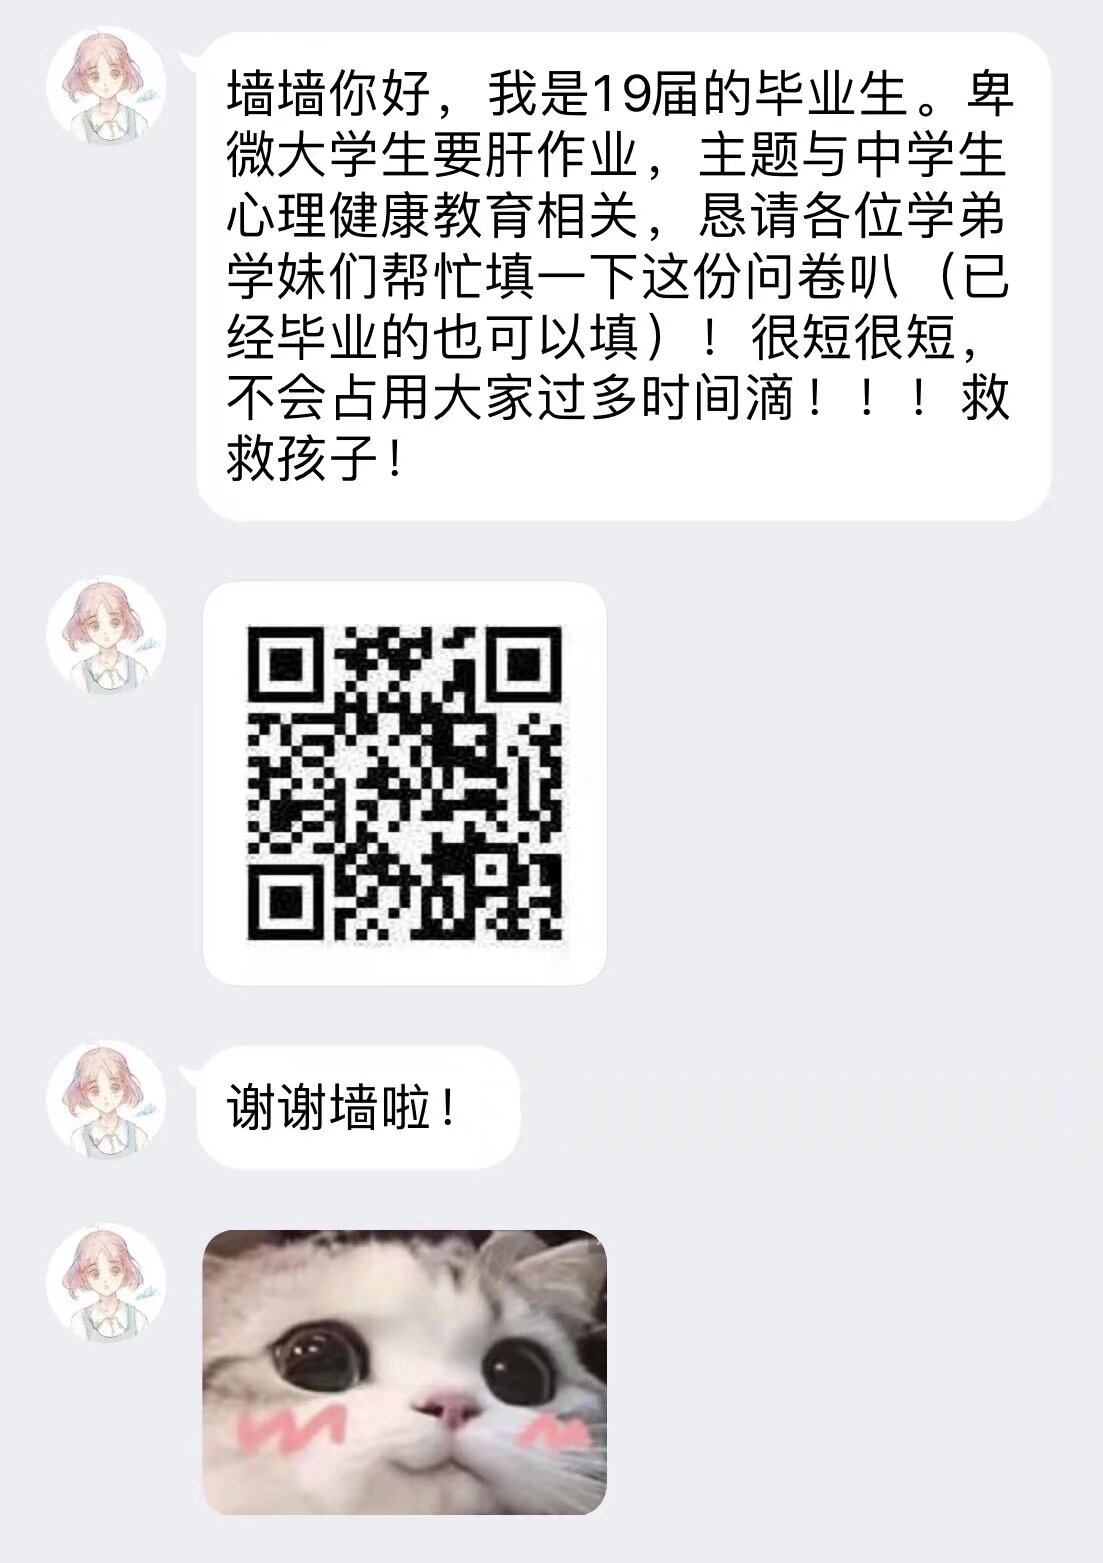 墙墙你好，我是19届的毕业生。卑
微大学生要肝作业，主题与中学生
心理健康教育相关，恳请各位学弟
学妹们帮忙填一下这份问卷叭（已
经毕业的也可以填）！很短很短，
不会占用大家过多时间滴！！！救
救孩子！
谢谢墙啦！